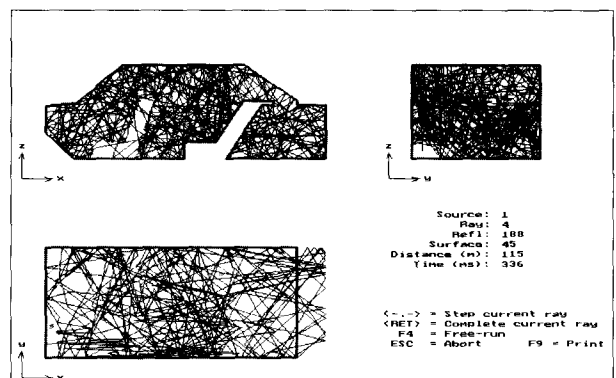 z
x
z
y
Source: 1
Ray: 4
Refl: 188
Surface: 45
Distance (m): 115
Time (ms): 336
y
x
<-,-> = Step current ray
<RET> = Complete current ray
F4 = Free-run
ESC = Abort F9 = Print